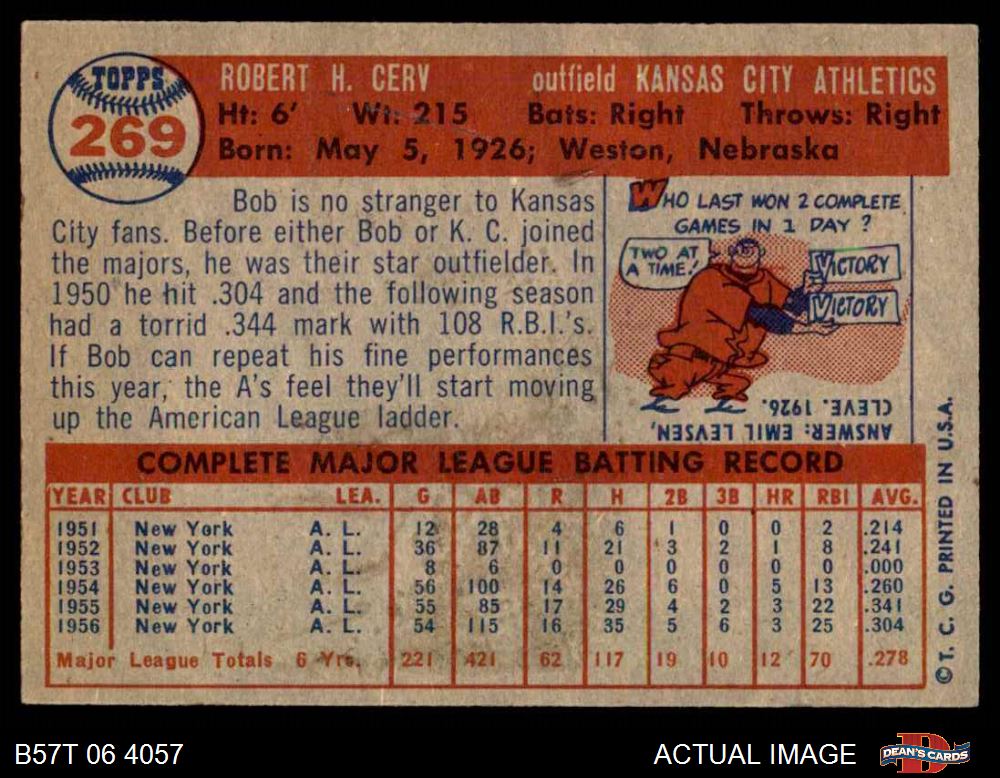 TOPPS
269
ROBERT H. CERV outfield KANSAS CITY ATHLETICS
Ht: 6' Wt: 215 Bats: Right Throws: Right
Born: May 5, 1926; Weston, Nebraska
Bob is no stranger to Kansas
City fans. Before either Bob or K. C. joined
the majors, he was their star outfielder. In
1950 he hit .304 and the following season
had a torrid .344 mark with 108 R.B.I.'s.
If Bob can repeat his fine performances
this year, the A's feel they'll start moving
up the American League ladder.
WHO LAST WON 2 COMPLETE
GAMES IN 1 DAY?
TWO AT
A TIME!
VICTORY
VICTORY
ANSWER: EMIL LEVSEN,
CLEVE. 1926.
COMPLETE MAJOR LEAGUE BATTING RECORD
YEAR CLUB LEA. G AB R H 2B 3B HR RBI AVG.
1951 New York A. L. 12 28 4 6 1 0 0 2 .214
1952 New York A. L. 36 87 11 21 3 2 1 8 .241
1953 New York A. L. 8 6 0 0 0 0 0 0 .000
1954 New York A. L. 56 100 14 26 6 0 5 13 .260
1955 New York A. L. 55 85 17 29 4 2 3 22 .341
1956 New York A. L. 54 115 16 35 5 6 3 25 .304
Major League Totals 6 Yrs. 221 421 62 117 19 10 12 70 .278
©T. C. G. PRINTED IN U.S.A.
B57T 06 4057
ACTUAL IMAGE
DEAN'S CARDS